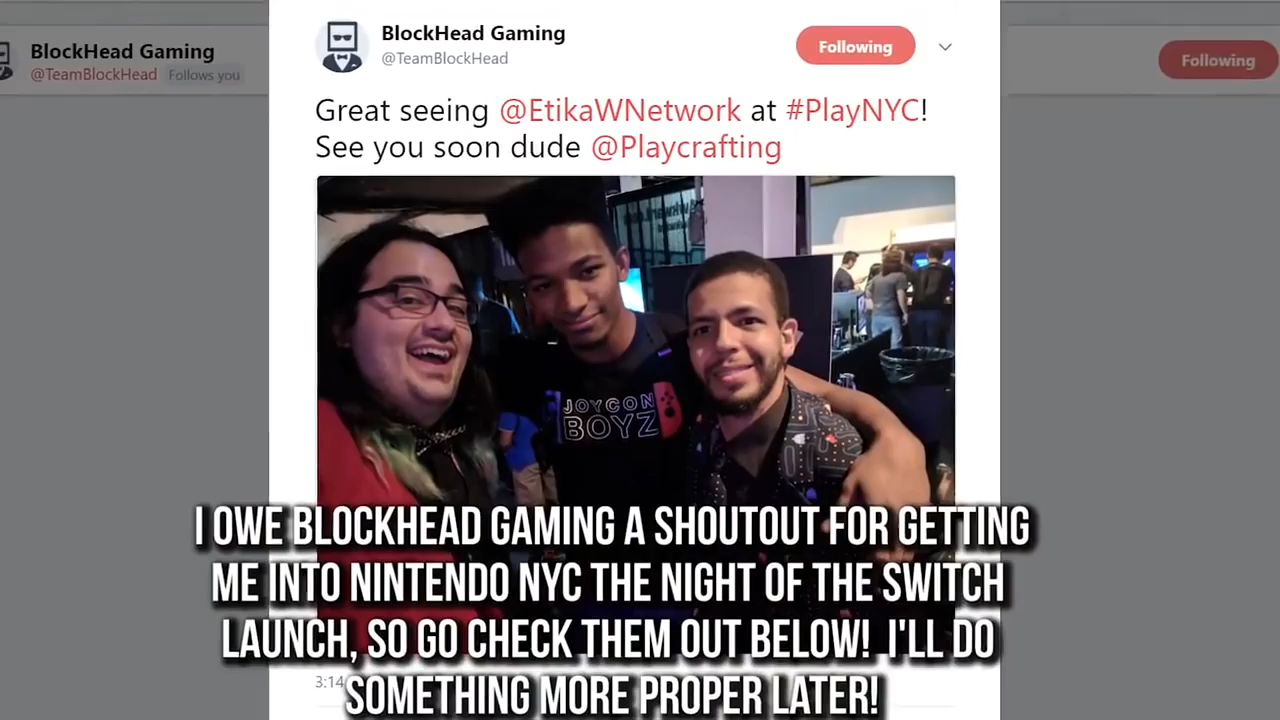 BlockHead Gaming
@TeamBlockHead
Following
BlockHead Gaming
@TeamBlockHead Follows you
Following
Great seeing @EtikaWNetwork at #PlayNYC!
See you soon dude @Playcrafting
JOYCON
BOYZ
I OWE BLOCKHEAD GAMING A SHOUTOUT FOR GETTING
ME INTO NINTENDO NYC THE NIGHT OF THE SWITCH
LAUNCH, SO GO CHECK THEM OUT BELOW! I'LL DO
SOMETHING MORE PROPER LATER!
3:14